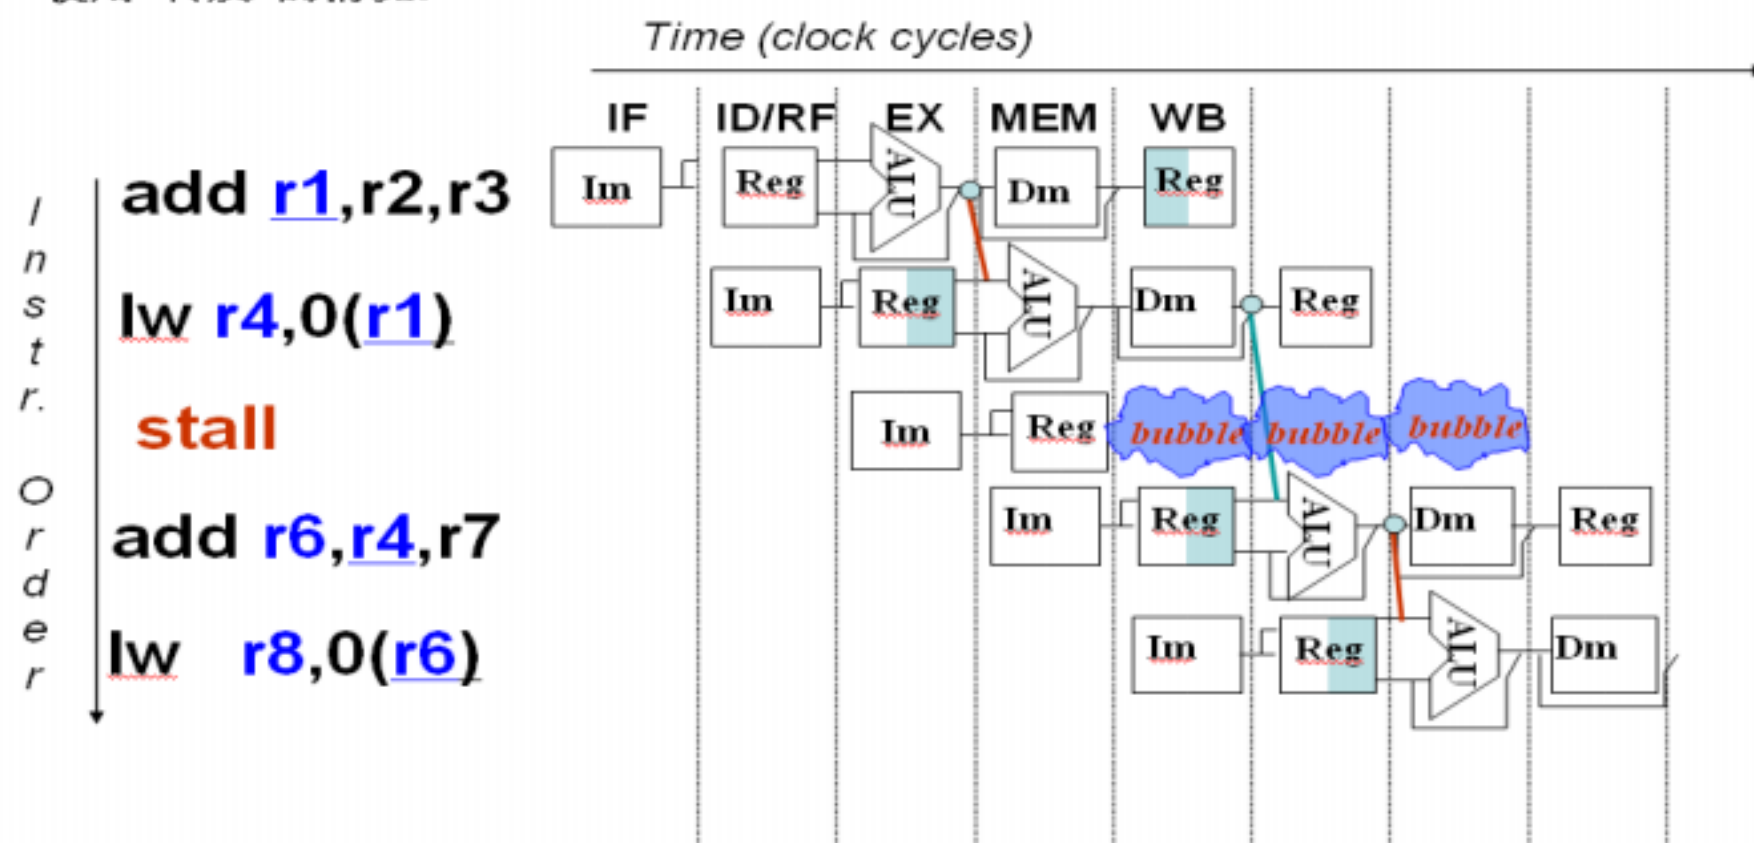 Time (clock cycles)
IF ID/RF EX MEM WB
Instr. Order
add r1,r2,r3
Im Reg ALU Dm Reg
lw r4,0(r1)
Im Reg ALU Dm Reg
stall
Im Reg bubble bubble bubble
add r6,r4,r7
Im Reg ALU Dm Reg
lw r8,0(r6)
Im Reg ALU Dm